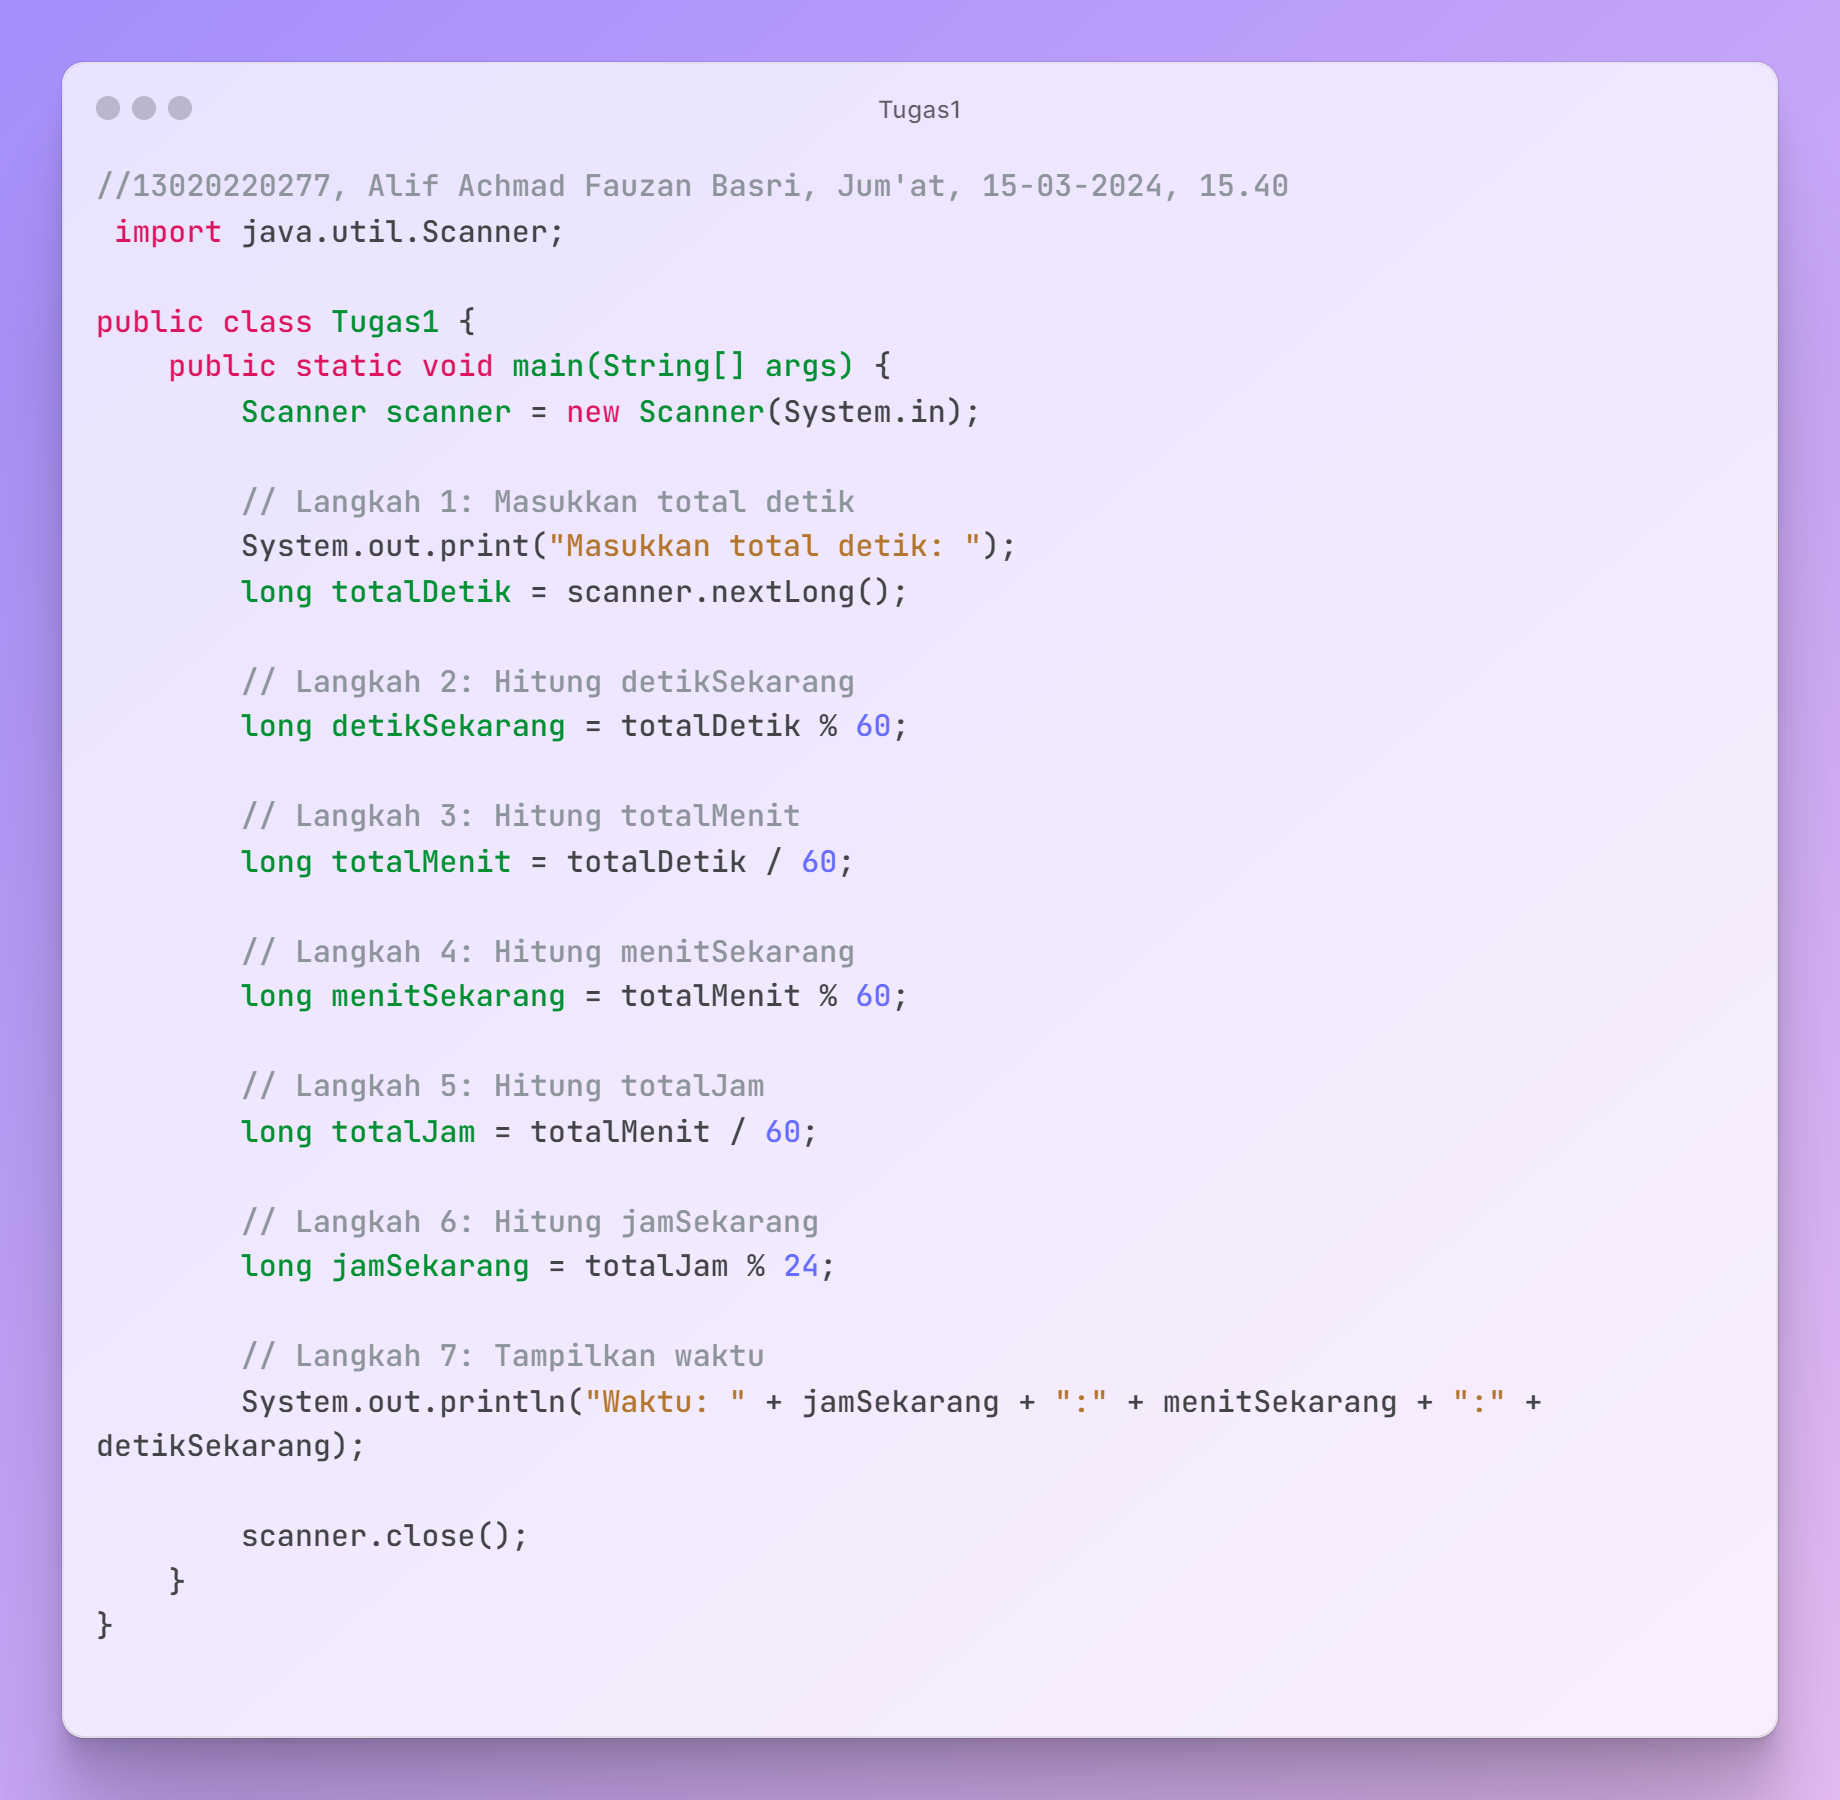 Tugas1
//13020220277, Alif Achmad Fauzan Basri, Jum'at, 15-03-2024, 15.40
 import java.util.Scanner;

public class Tugas1 {
    public static void main(String[] args) {
        Scanner scanner = new Scanner(System.in);

        // Langkah 1: Masukkan total detik
        System.out.print("Masukkan total detik: ");
        long totalDetik = scanner.nextLong();

        // Langkah 2: Hitung detikSekarang
        long detikSekarang = totalDetik % 60;

        // Langkah 3: Hitung totalMenit
        long totalMenit = totalDetik / 60;

        // Langkah 4: Hitung menitSekarang
        long menitSekarang = totalMenit % 60;

        // Langkah 5: Hitung totalJam
        long totalJam = totalMenit / 60;

        // Langkah 6: Hitung jamSekarang
        long jamSekarang = totalJam % 24;

        // Langkah 7: Tampilkan waktu
        System.out.println("Waktu: " + jamSekarang + ":" + menitSekarang + ":" +
detikSekarang);

        scanner.close();
    }
}